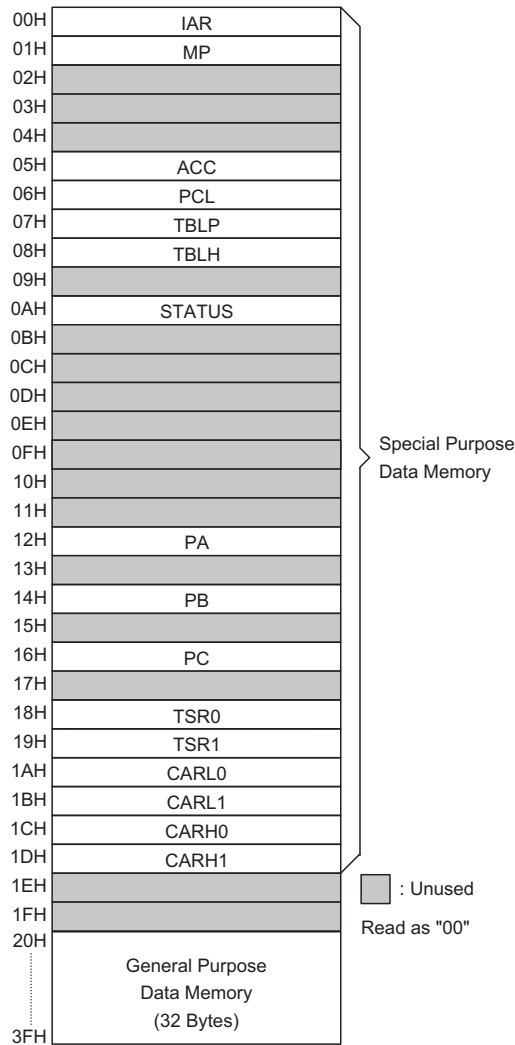 00H IAR
01H MP
02H
03H
04H
05H ACC
06H PCL
07H TBLP
08H TBLH
09H
0AH STATUS
0BH
0CH
0DH
0EH
0FH
10H
11H
12H PA
13H
14H PB
15H
16H PC
17H
18H TSR0
19H TSR1
1AH CARL0
1BH CARL1
1CH CARH0
1DH CARH1
1EH
1FH
20H
General Purpose
Data Memory
(32 Bytes)
3FH
Special Purpose
Data Memory
: Unused
Read as "00"